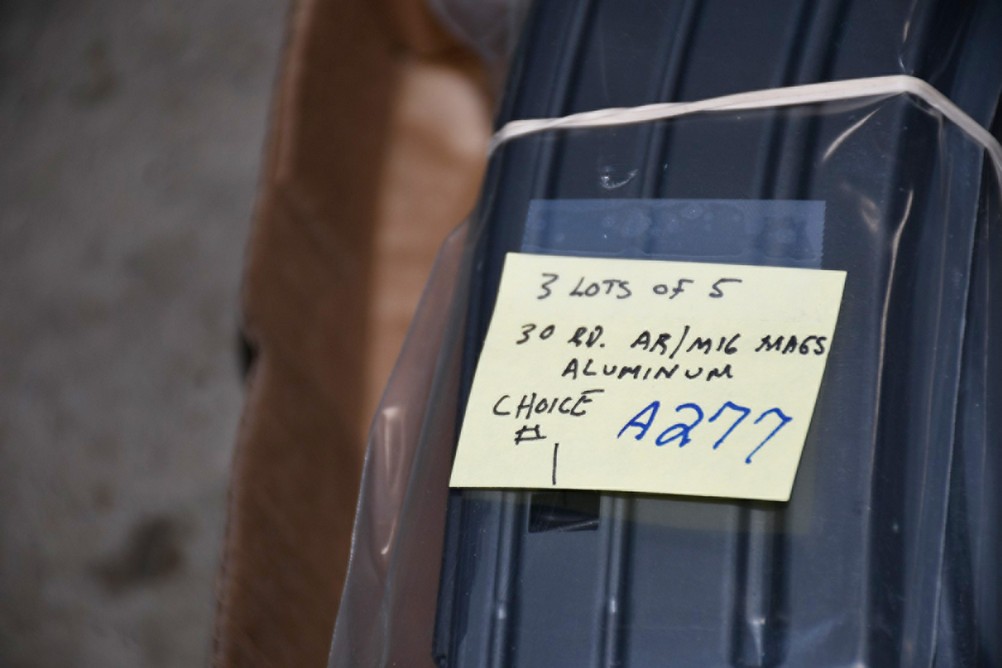 3 LOTS OF 5
30 RD. AR/M16 MAGS
ALUMINUM
CHOICE A277
#
1